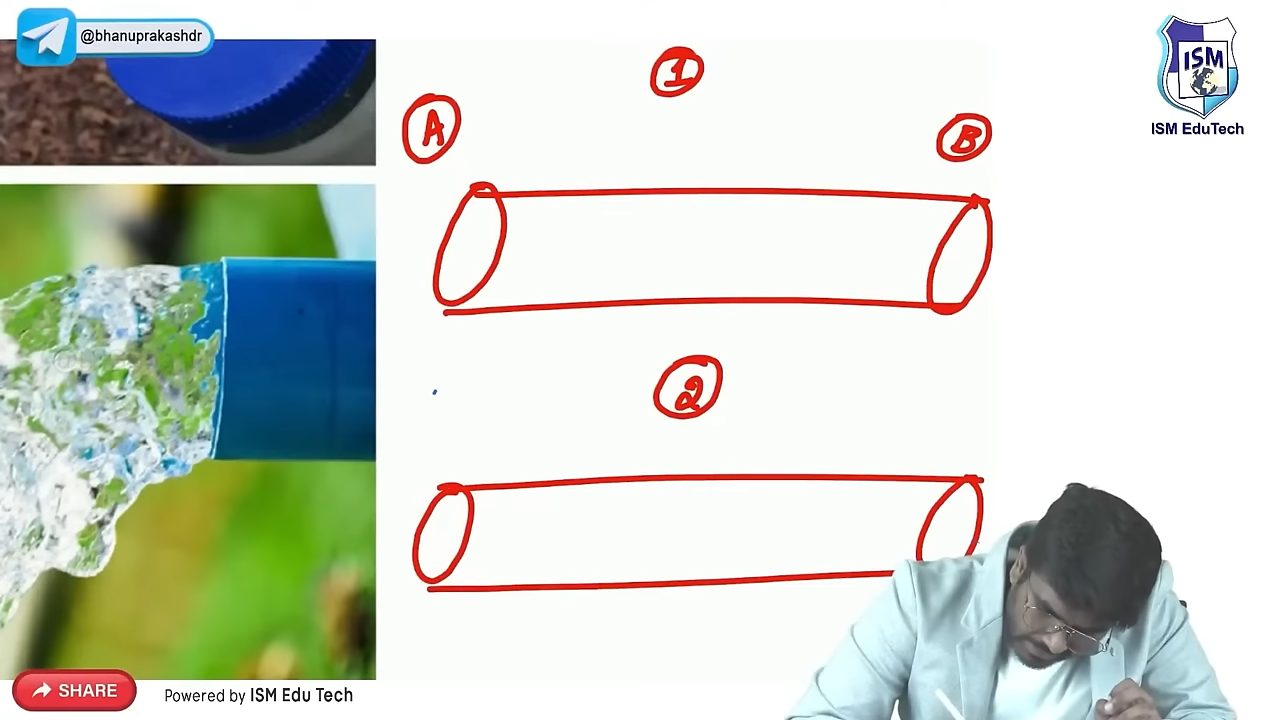 @bhanuprakashdr
1
ISM
A
B
ISM EduTech
2
SHARE
Powered by ISM Edu Tech